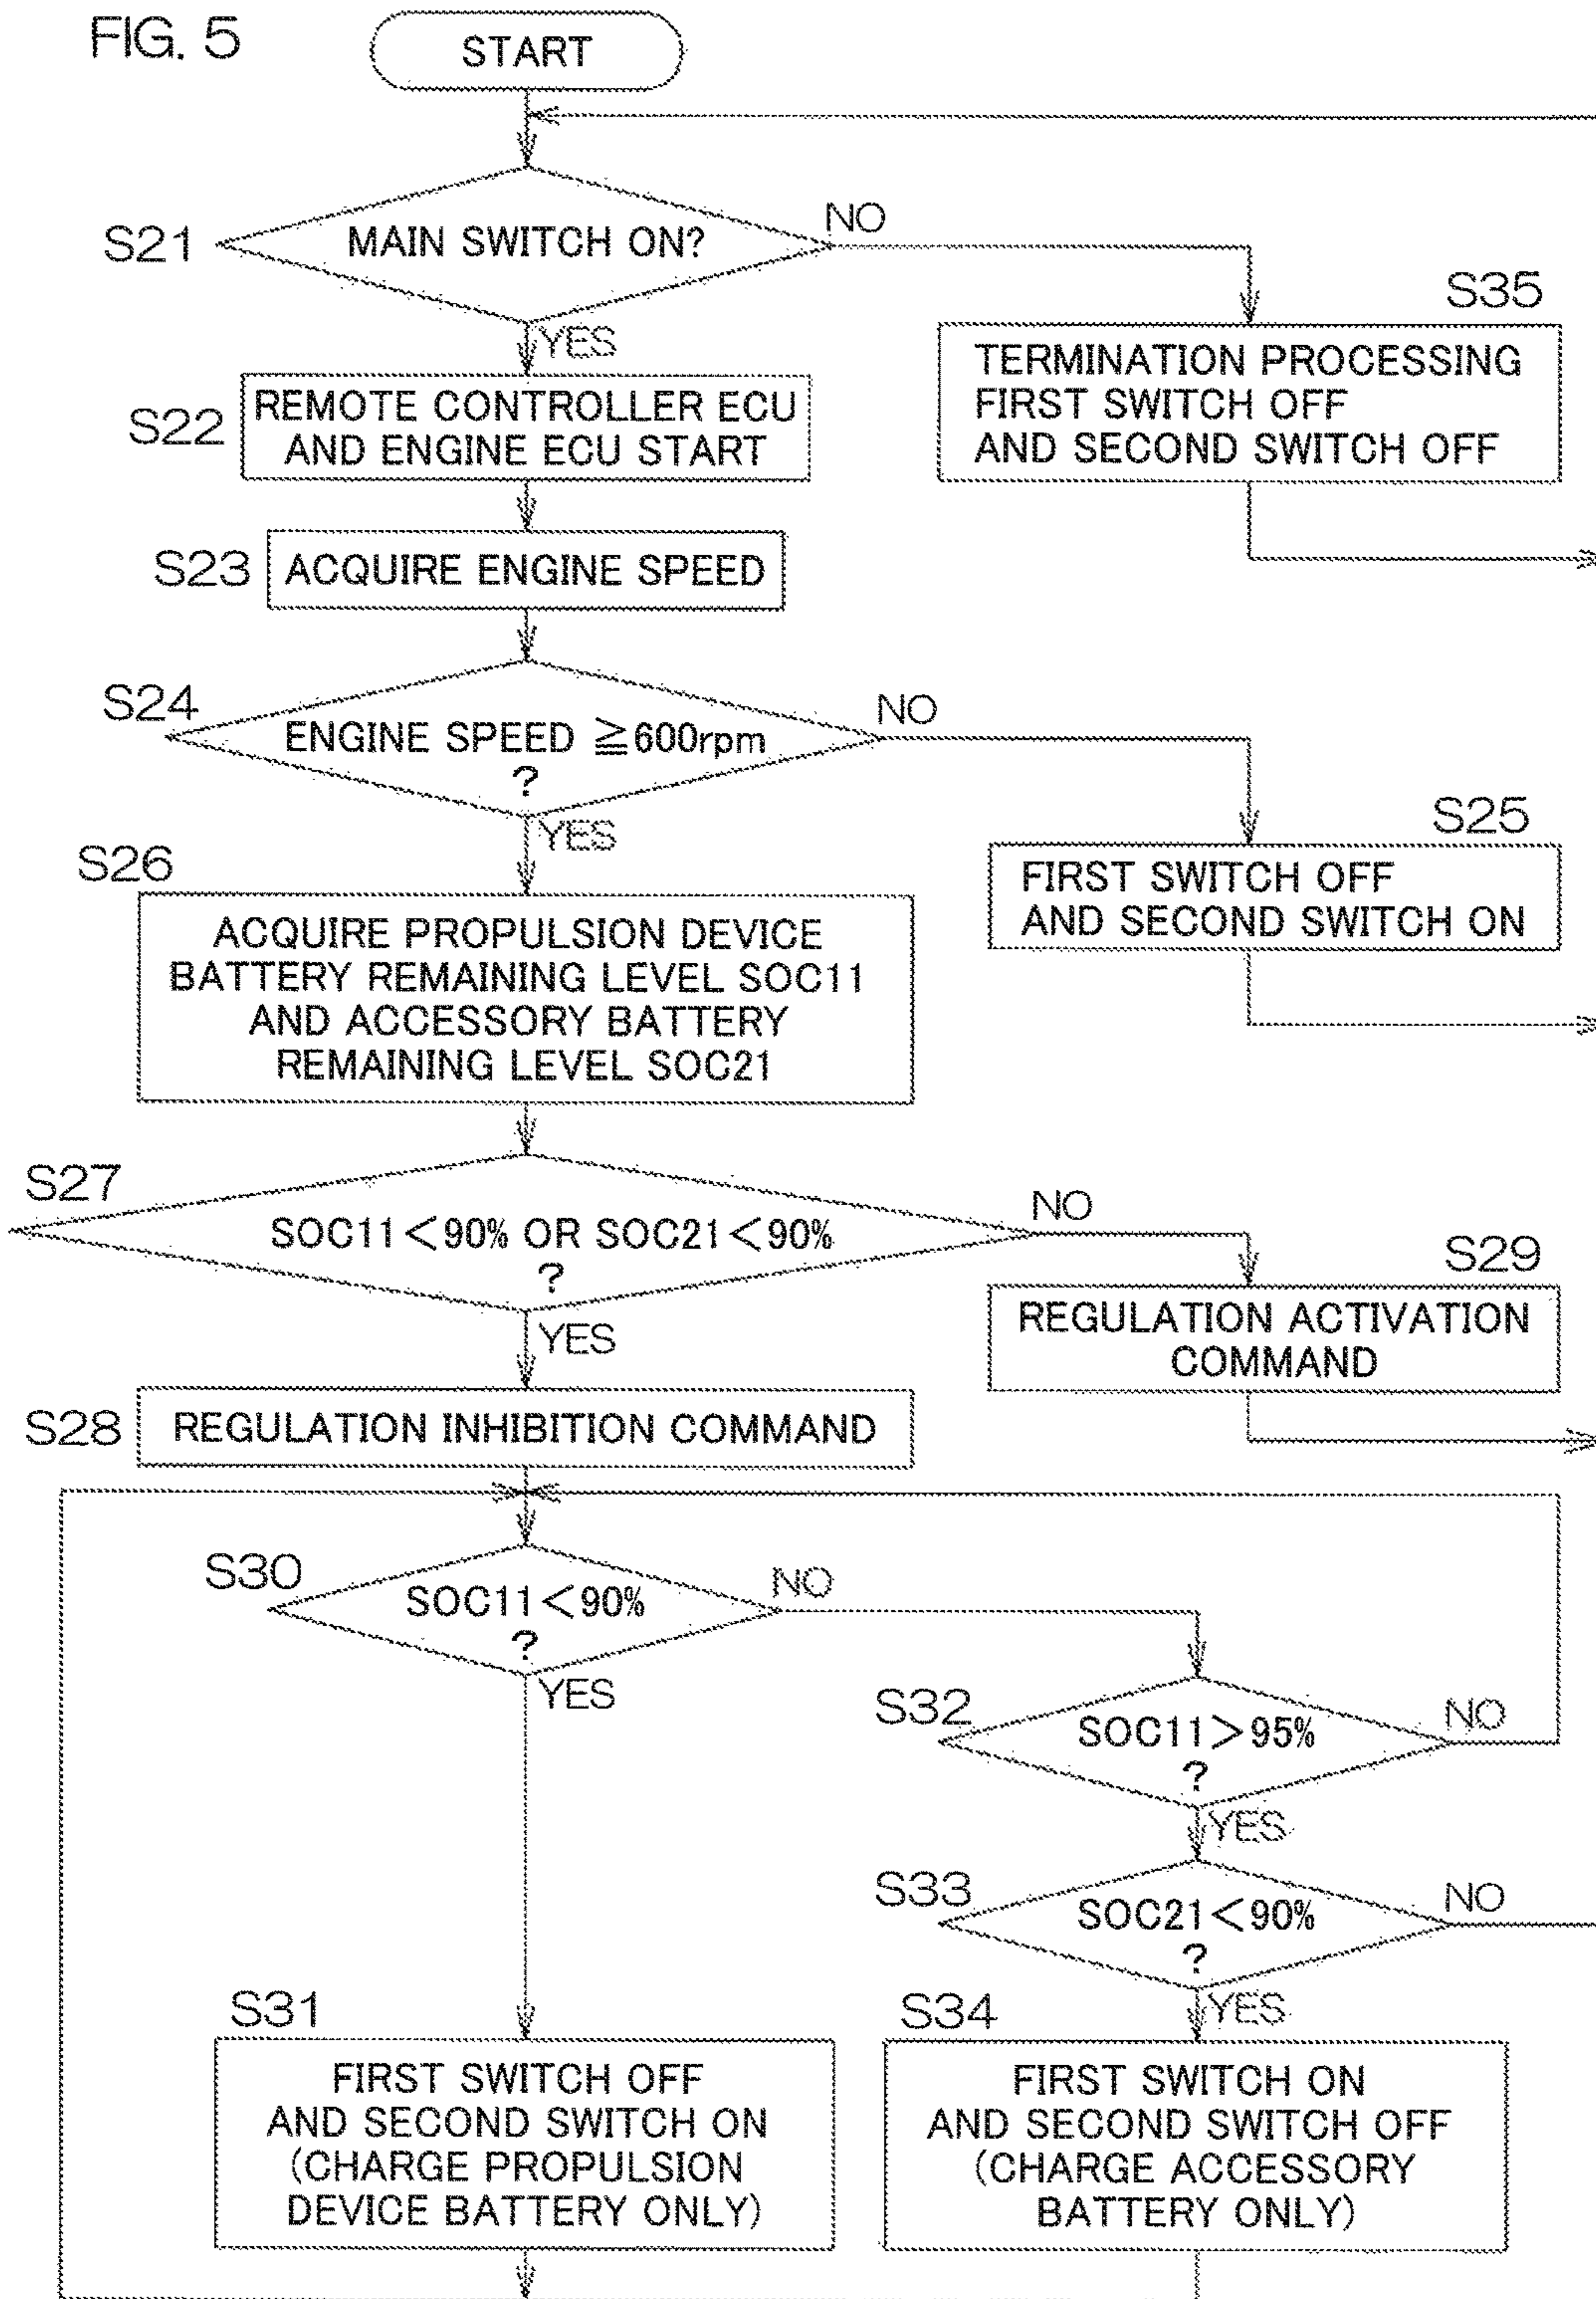 FIG. 5
START
S21
MAIN SWITCH ON?
NO
YES
S35
TERMINATION PROCESSING
FIRST SWITCH OFF
AND SECOND SWITCH OFF
S22
REMOTE CONTROLLER ECU
AND ENGINE ECU START
S23
ACQUIRE ENGINE SPEED
S24
ENGINE SPEED ≧600rpm
?
NO
YES
S25
FIRST SWITCH OFF
AND SECOND SWITCH ON
S26
ACQUIRE PROPULSION DEVICE
BATTERY REMAINING LEVEL SOC11
AND ACCESSORY BATTERY
REMAINING LEVEL SOC21
S27
SOC11<90% OR SOC21<90%
?
NO
YES
S29
REGULATION ACTIVATION
COMMAND
S28
REGULATION INHIBITION COMMAND
S30
SOC11<90%
?
NO
YES
S32
SOC11>95%
?
NO
YES
S33
SOC21<90%
?
NO
YES
S31
FIRST SWITCH OFF
AND SECOND SWITCH ON
(CHARGE PROPULSION
DEVICE BATTERY ONLY)
S34
FIRST SWITCH ON
AND SECOND SWITCH OFF
(CHARGE ACCESSORY
BATTERY ONLY)